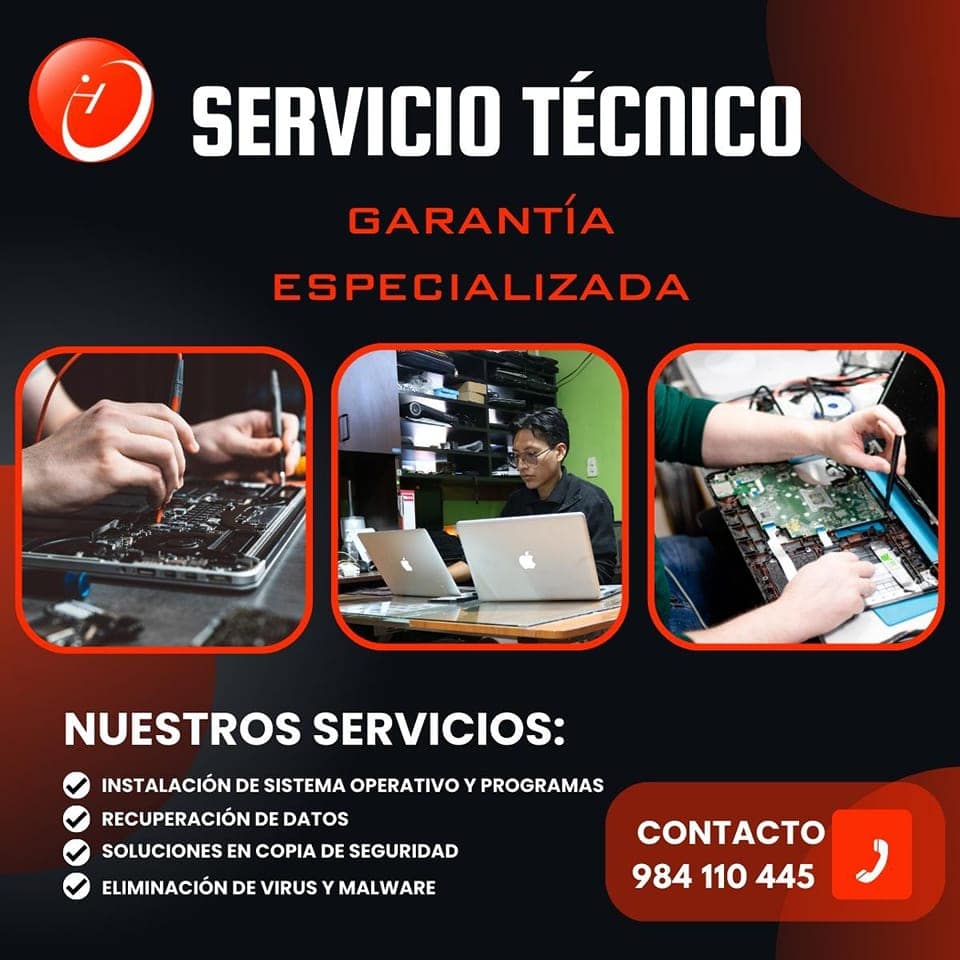 SERVICIO TÉCNICO
GARANTÍA
ESPECIALIZADA
NUESTROS SERVICIOS:
INSTALACIÓN DE SISTEMA OPERATIVO Y PROGRAMAS
RECUPERACIÓN DE DATOS
SOLUCIONES EN COPIA DE SEGURIDAD
ELIMINACIÓN DE VIRUS Y MALWARE
CONTACTO
984 110 445